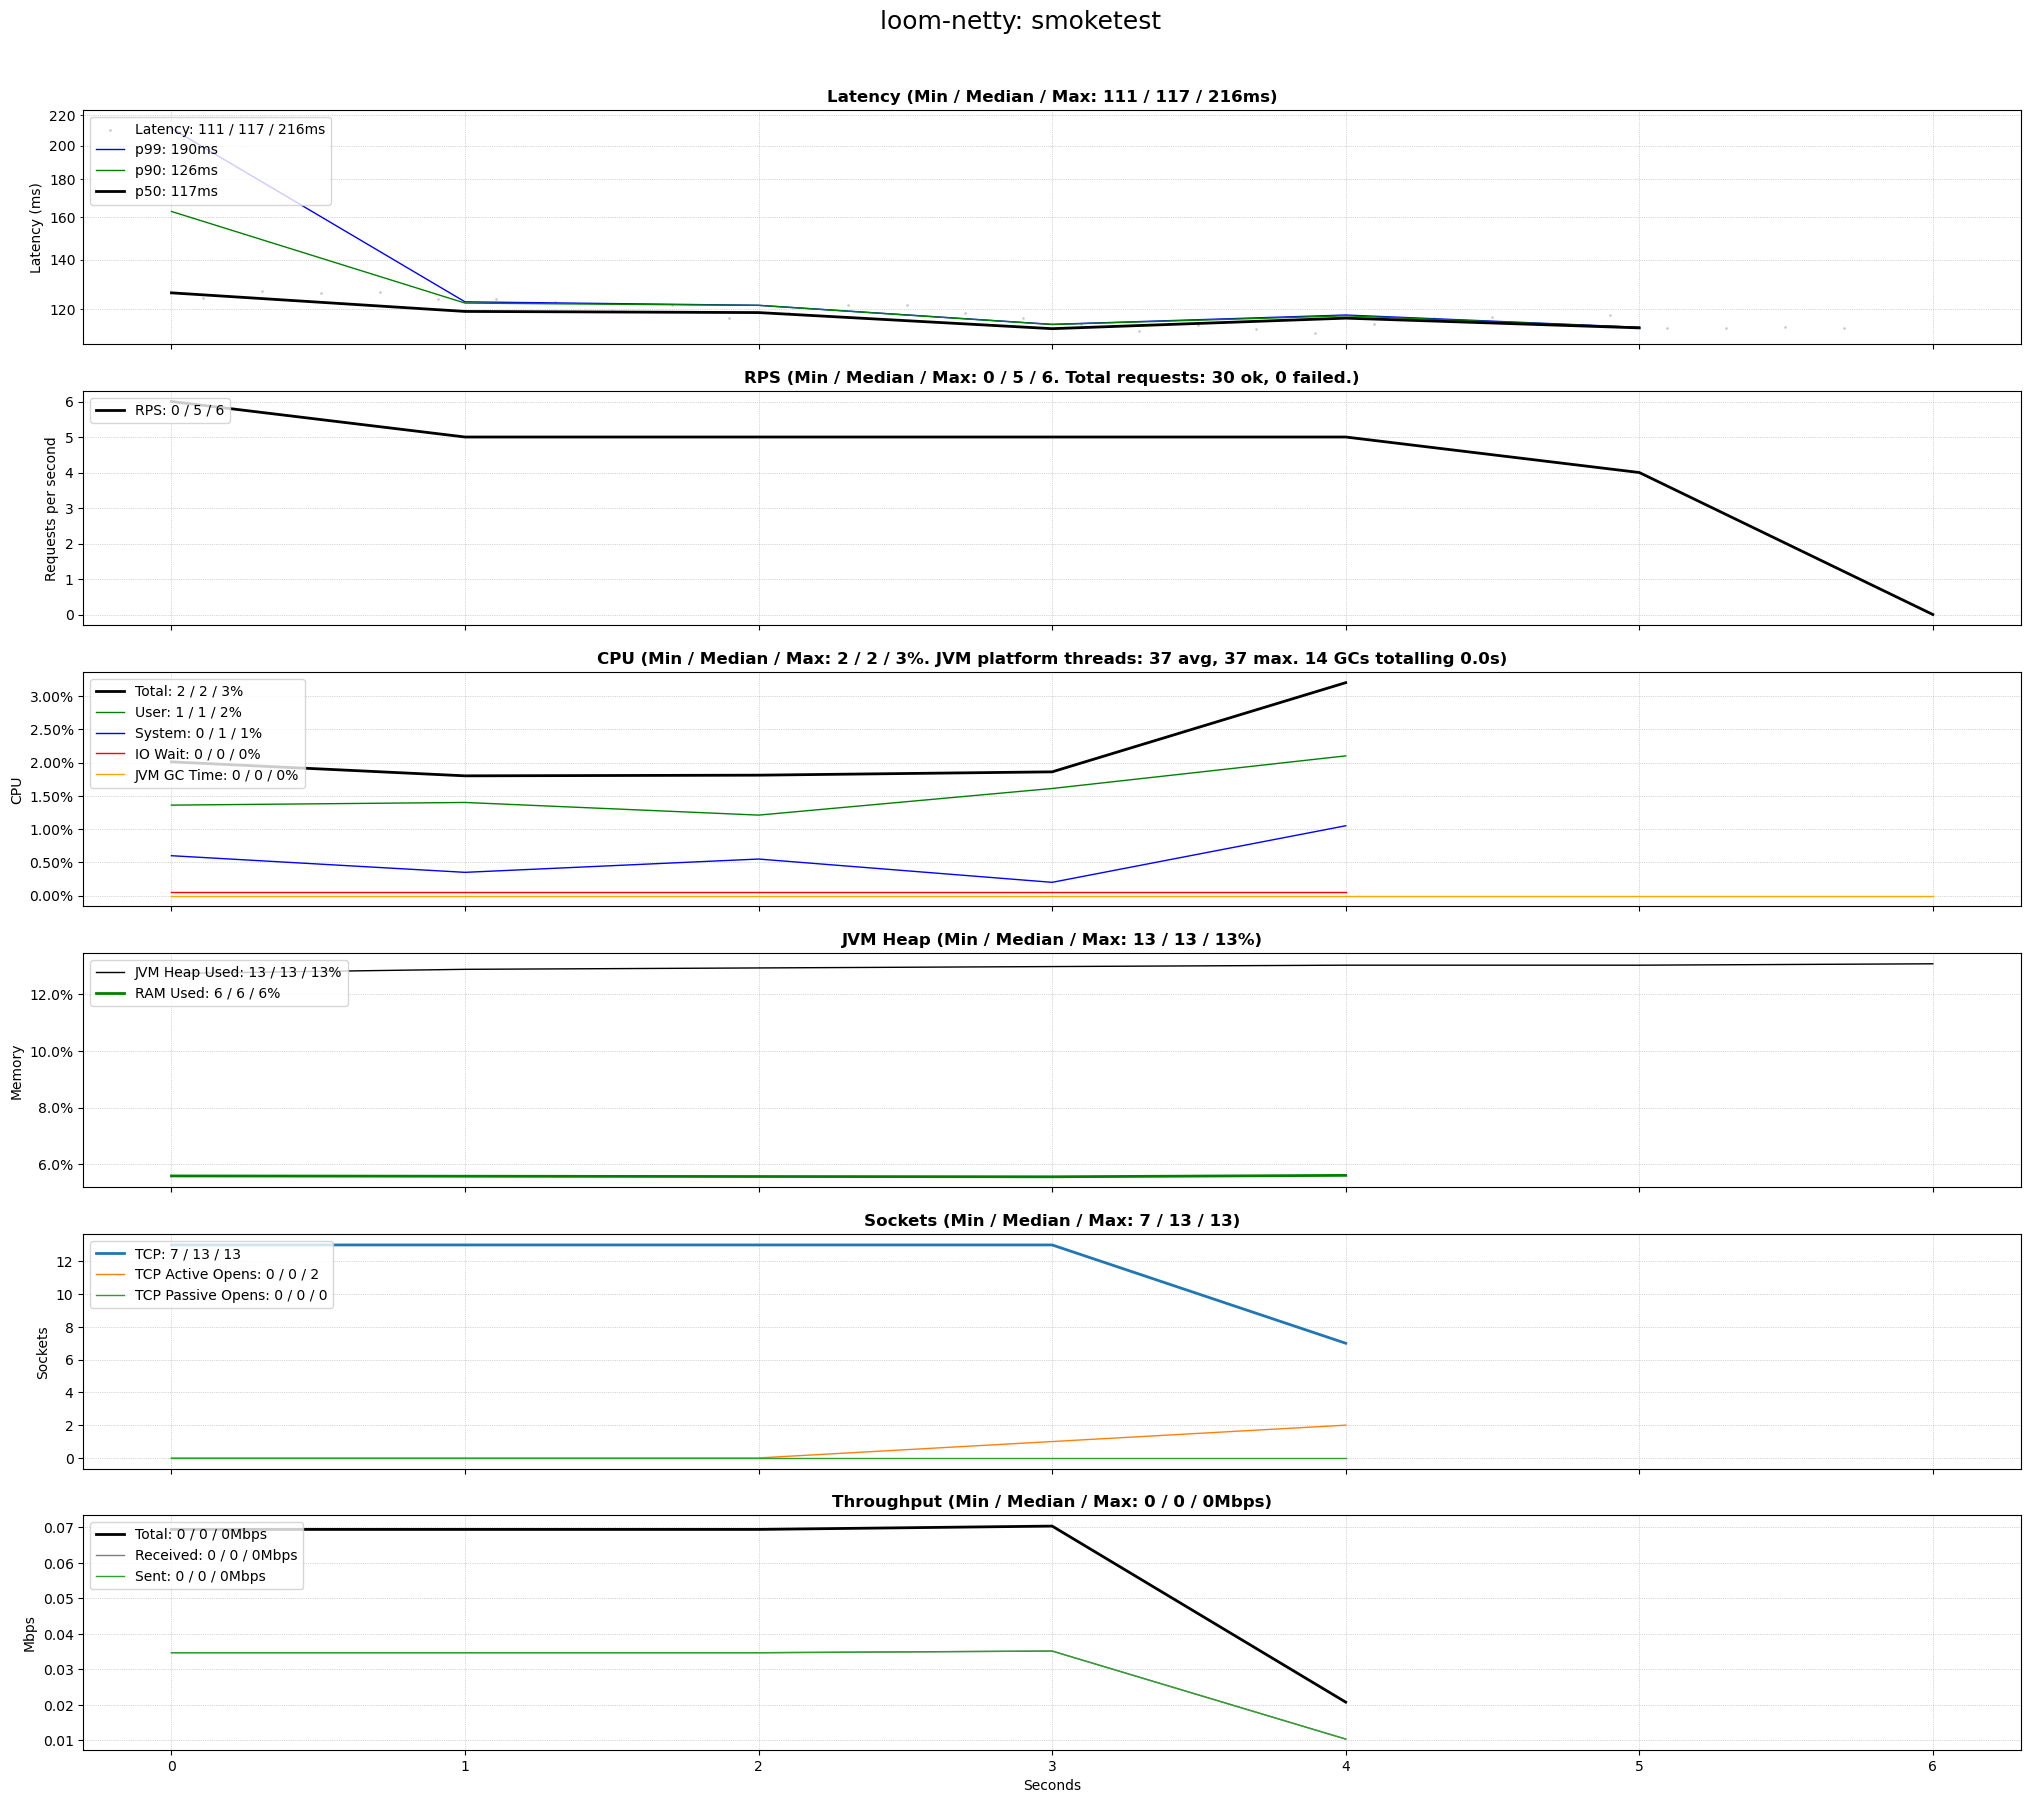 loom-netty: smoketest
Latency (Min / Median / Max: 111 / 117 / 216ms)
Latency (ms)
220
200
180
160
140
120
Latency: 111 / 117 / 216ms
p99: 190ms
p90: 126ms
p50: 117ms
RPS (Min / Median / Max: 0 / 5 / 6. Total requests: 30 ok, 0 failed.)
Requests per second
6
5
4
3
2
1
0
RPS: 0 / 5 / 6
CPU (Min / Median / Max: 2 / 2 / 3%. JVM platform threads: 37 avg, 37 max. 14 GCs totalling 0.0s)
CPU
3.00%
2.50%
2.00%
1.50%
1.00%
0.50%
0.00%
Total: 2 / 2 / 3%
User: 1 / 1 / 2%
System: 0 / 1 / 1%
IO Wait: 0 / 0 / 0%
JVM GC Time: 0 / 0 / 0%
JVM Heap (Min / Median / Max: 13 / 13 / 13%)
Memory
12.0%
10.0%
8.0%
6.0%
JVM Heap Used: 13 / 13 / 13%
RAM Used: 6 / 6 / 6%
Sockets (Min / Median / Max: 7 / 13 / 13)
Sockets
12
10
8
6
4
2
0
TCP: 7 / 13 / 13
TCP Active Opens: 0 / 0 / 2
TCP Passive Opens: 0 / 0 / 0
Throughput (Min / Median / Max: 0 / 0 / 0Mbps)
Mbps
0.07
0.06
0.05
0.04
0.03
0.02
0.01
Total: 0 / 0 / 0Mbps
Received: 0 / 0 / 0Mbps
Sent: 0 / 0 / 0Mbps
0 1 2 3 4 5 6
Seconds